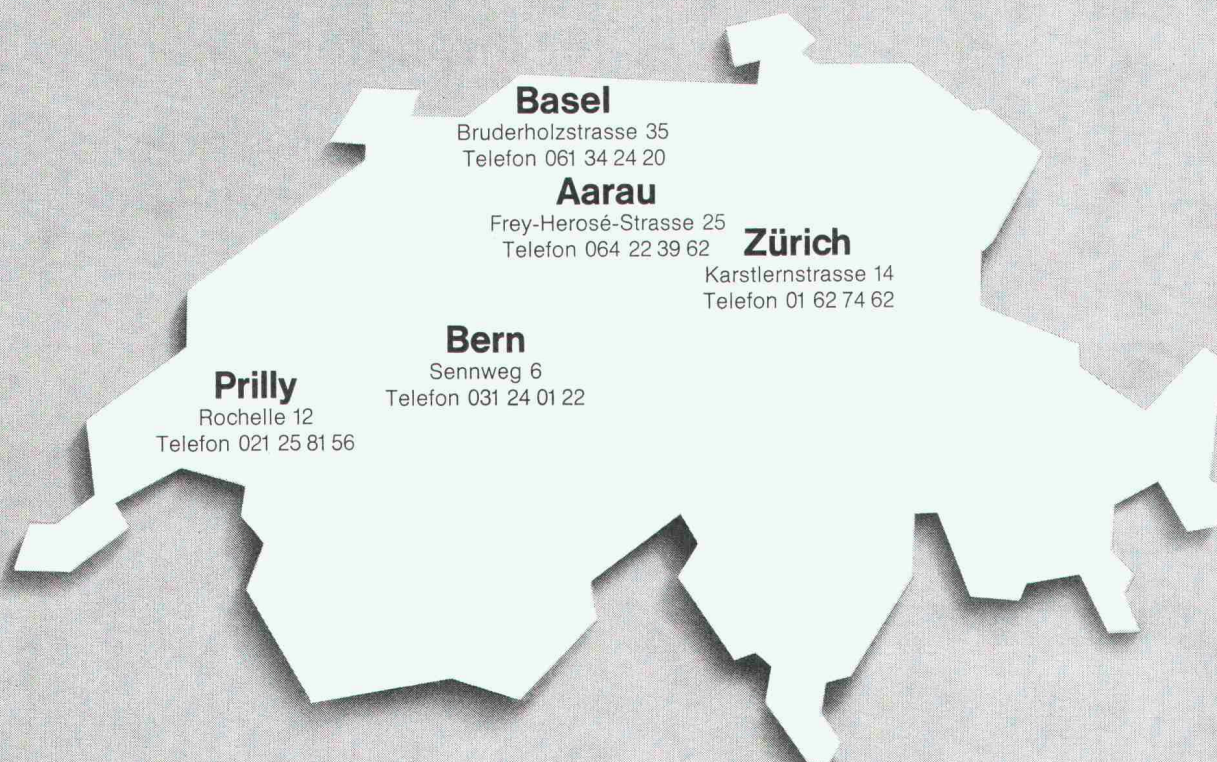 Basel
Bruderholzstrasse 35
Telefon 061 34 24 20
Aarau
Frey-Herosé-Strasse 25
Telefon 064 22 39 62
Zürich
Karstlernstrasse 14
Telefon 01 62 74 62
Bern
Sennweg 6
Telefon 031 24 01 22
Prilly
Rochelle 12
Telefon 021 25 81 56